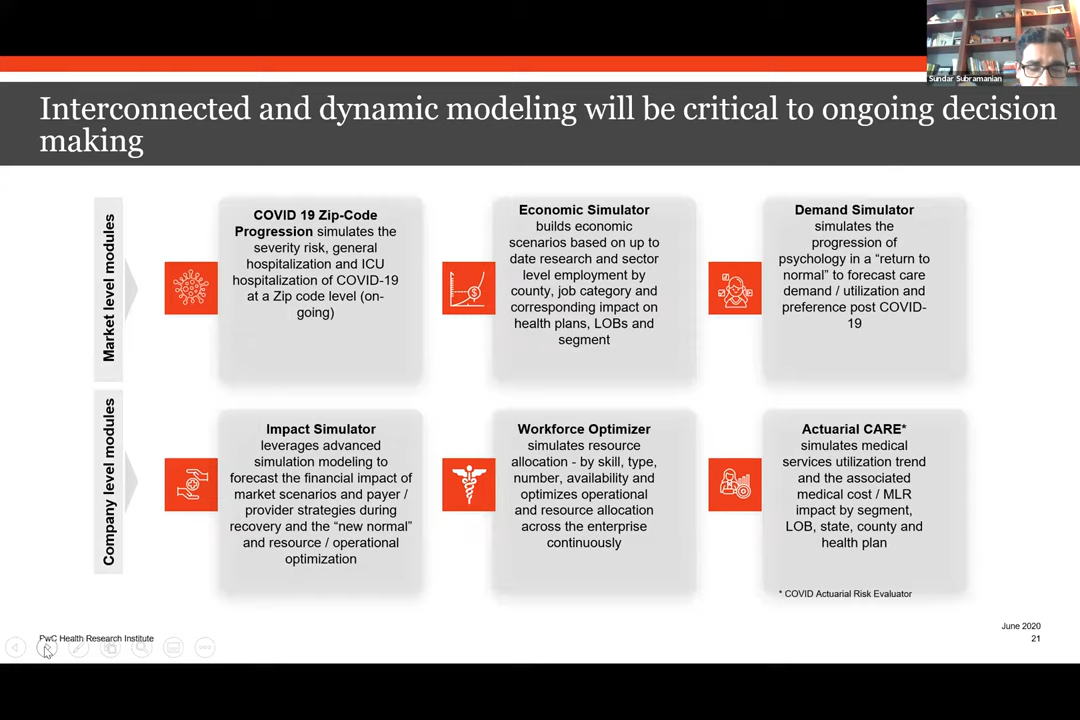 Sundar Subramanian
Interconnected and dynamic modeling will be critical to ongoing decision
making
Market level modules
COVID 19 Zip-Code
Progression simulates the
severity risk, general
hospitalization and ICU
hospitalization of COVID-19
at a Zip code level (on-
going)
Economic Simulator
builds economic
scenarios based on up to
date research and sector
level employment by
county, job category and
corresponding impact on
health plans, LOBs and
segment
Demand Simulator
simulates the
progression of
psychology in a “return to
normal” to forecast care
demand / utilization and
preference post COVID-
19
Company level modules
Impact Simulator
leverages advanced
simulation modeling to
forecast the financial impact of
market scenarios and payer /
provider strategies during
recovery and the “new normal”
and resource / operational
optimization
Workforce Optimizer
simulates resource
allocation - by skill, type,
number, availability and
optimizes operational
and resource allocation
across the enterprise
continuously
Actuarial CARE*
simulates medical
services utilization trend
and the associated
medical cost / MLR
impact by segment,
LOB, state, county and
health plan
* COVID Actuarial Risk Evaluator
PwC Health Research Institute
June 2020
21